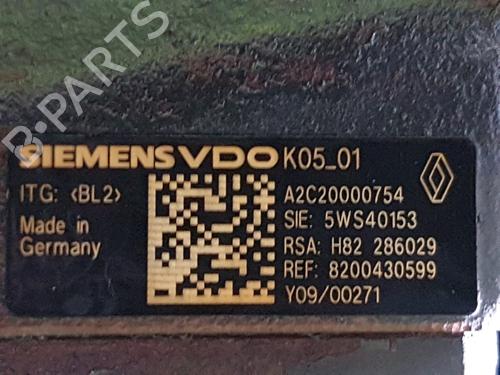 B-PARTS
SIEMENS VDO K05_01
ITG: <BL2>
A2C20000754
Made in
Germany
SIE: 5WS40153
RSA: H82 286029
REF: 8200430599
Y09/00271